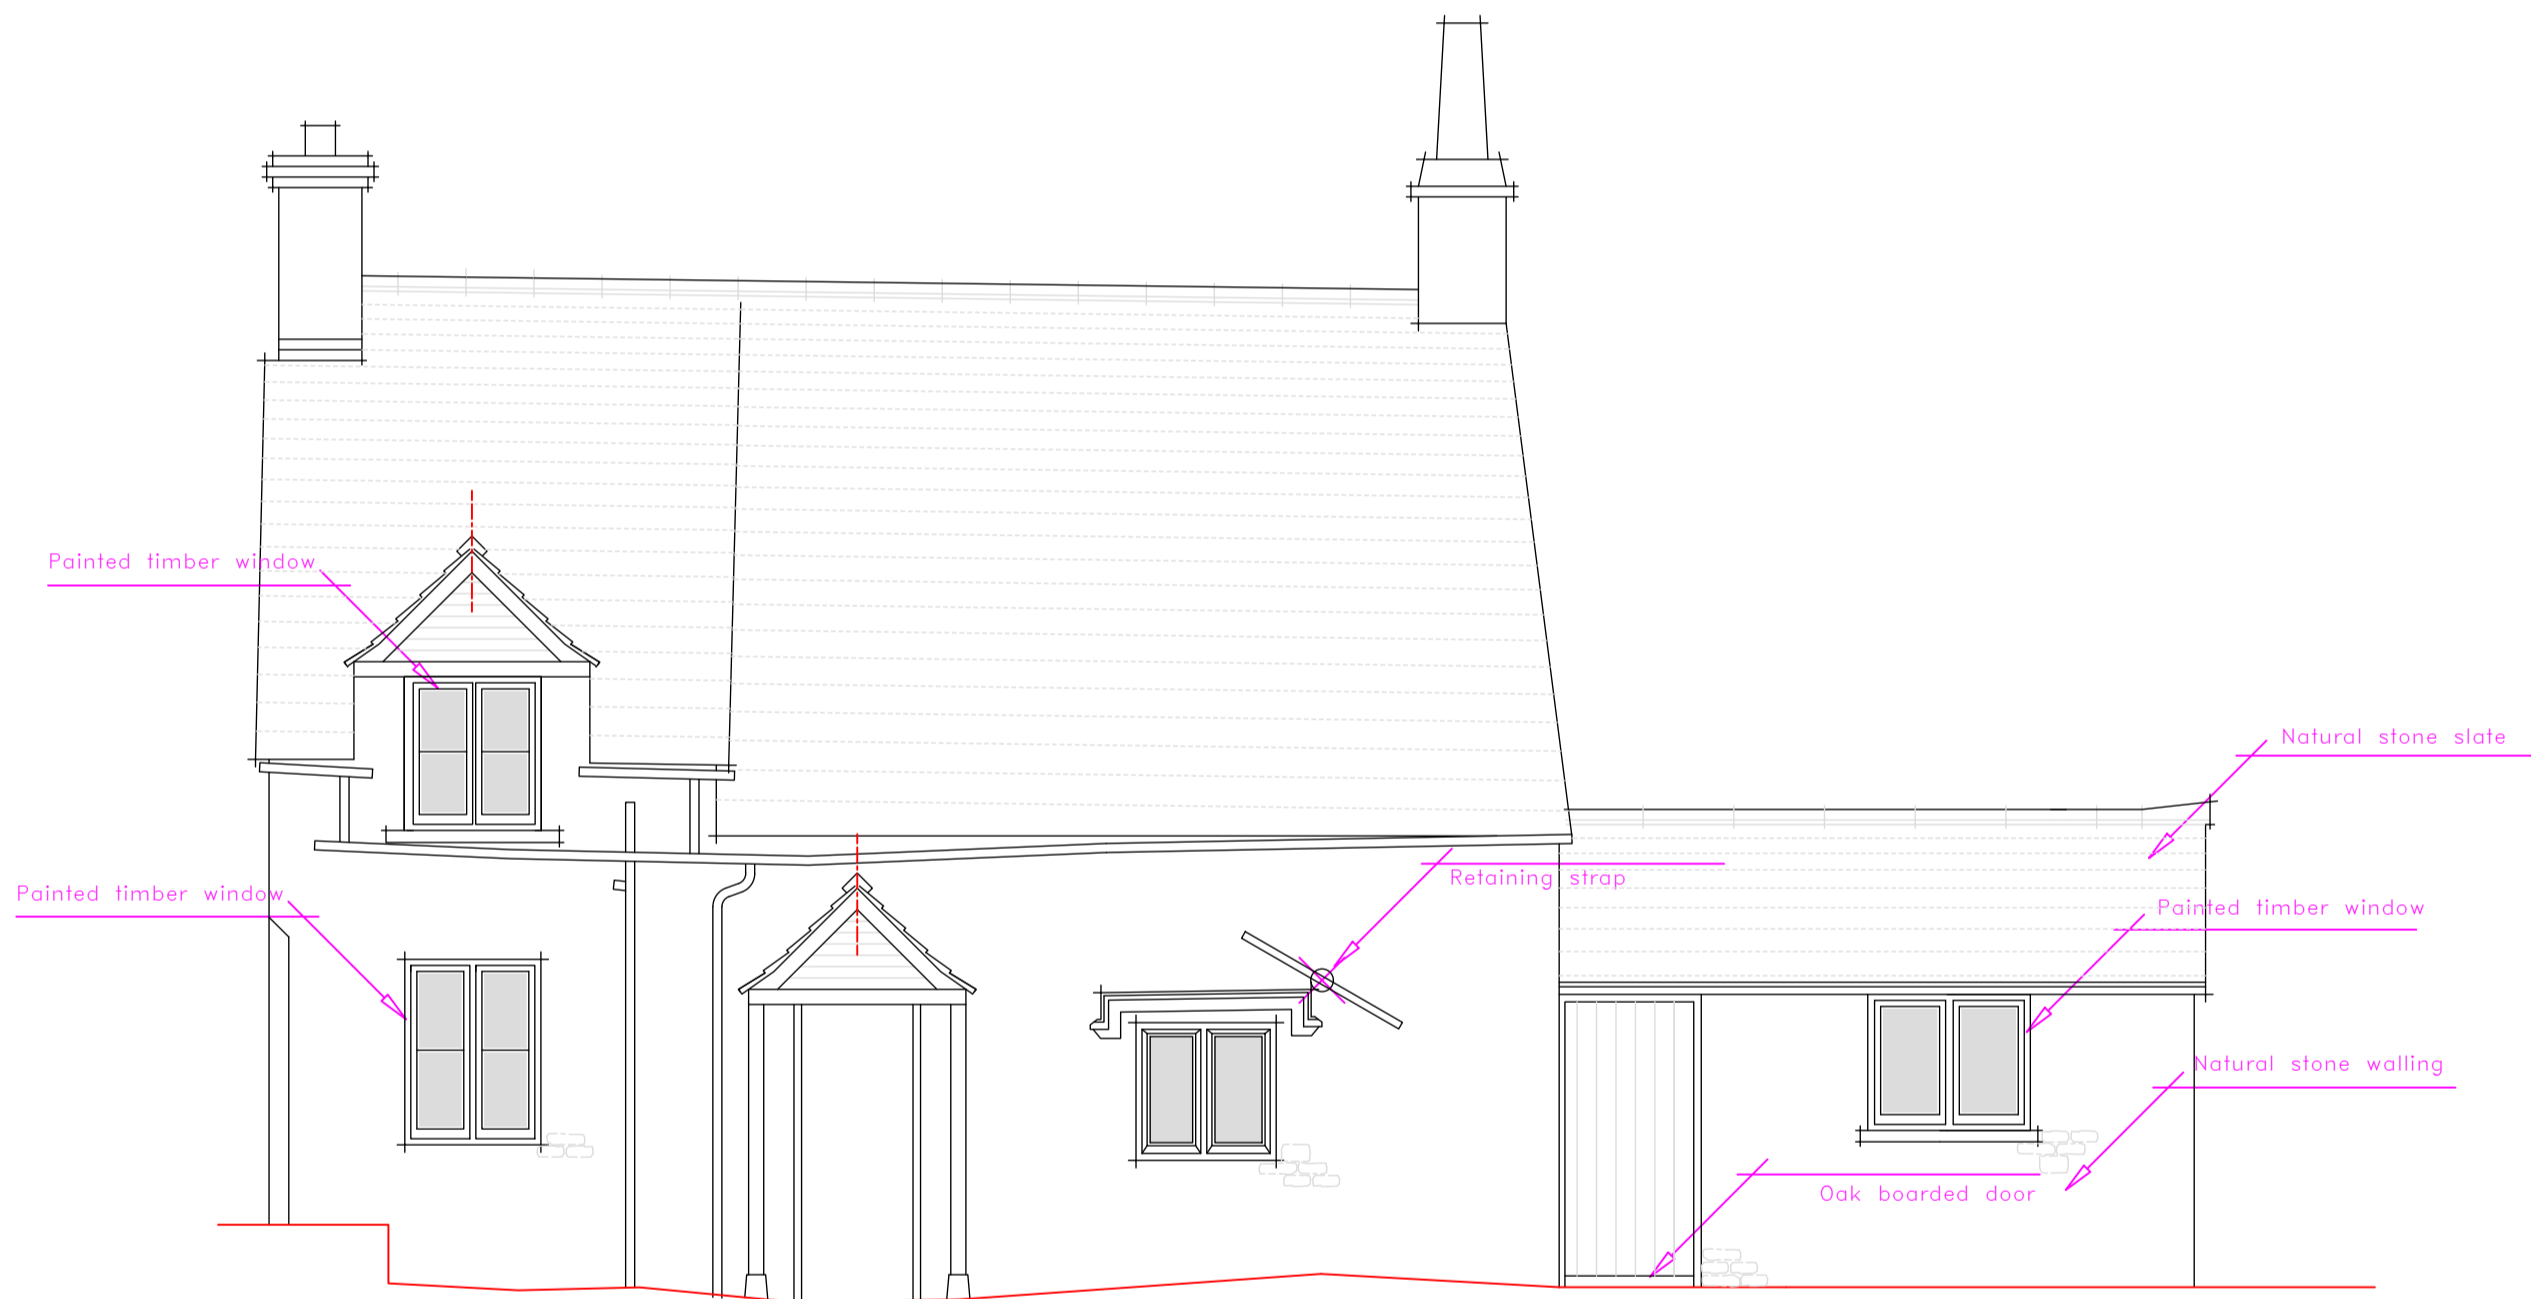 Painted timber window
Natural stone slate
Retaining strap
Painted timber window
Painted timber window
Natural stone walling
Oak boarded door